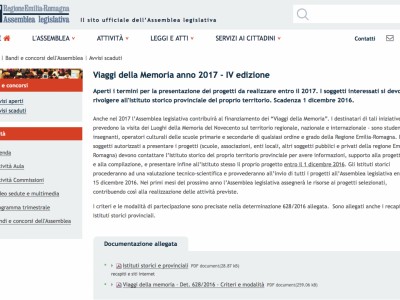 Regione Emilia-Romagna
Assemblea legislativa
Il sito ufficiale dell'Assemblea legislativa
L'ASSEMBLEA
ATTIVITÀ
LEGGI E ATTI
SERVIZI AI CITTADINI
Contatti
| Bandi e concorsi dell'Assemblea | Avvisi scaduti
e concorsi
Avvisi aperti
Avvisi scaduti
Attività Aula
Attività Commissioni
Video sedute e multimedia
Programma trimestrale
Bandi e concorsi dell'Assemblea
Viaggi della Memoria anno 2017 - IV edizione
Aperti i termini per la presentazione dei progetti da realizzare entro il 2017. I soggetti interessati si devo
rivolgere all'Istituto storico provinciale del proprio territorio. Scadenza 1 dicembre 2016.
Anche nel 2017 l'Assemblea legislativa contribuirà al finanziamento dei "Viaggi della Memoria". I destinatari di tali iniziati
prevedono la visita dei Luoghi della Memoria del Novecento sul territorio regionale, nazionale e internazionale - sono studen
insegnanti, operatori culturali delle scuole primarie e secondarie di qualsiasi ordine e grado della Regione Emilia-Romagna. I
soggetti autorizzati a presentare i progetti (scuole, associazioni, enti locali, altri soggetti pubblici e privati della regione Em
Romagna) devono contattare l'istituto storico del proprio territorio provinciale per avere informazioni, supporto alla progett
e alla compilazione, e presentare infine all'istituto stesso il proprio progetto entro il 1 dicembre 2016. Gli Istituti storici
procederanno ad una valutazione tecnico-scientifica e provvederanno all'invio di tutti i progetti all'Assemblea legislativa en
15 dicembre 2016. Nei primi mesi del prossimo anno l'Assemblea legislativa assegnerà le risorse ai progetti selezionati,
contribuendo così alla realizzazione delle attività previste.
I criteri e le modalità di partecipazione sono precisate nella determinazione 628/2016 allegata. Sono allegati anche i recapi
istituti storici provinciali.
Documentazione allegata
Istituti storici e provinciali PDF document(28.87 kB)
recapiti e siti internet
Viaggi della memoria - Det. 628/2016 - Criteri e modalità PDF document(259.06 kB)